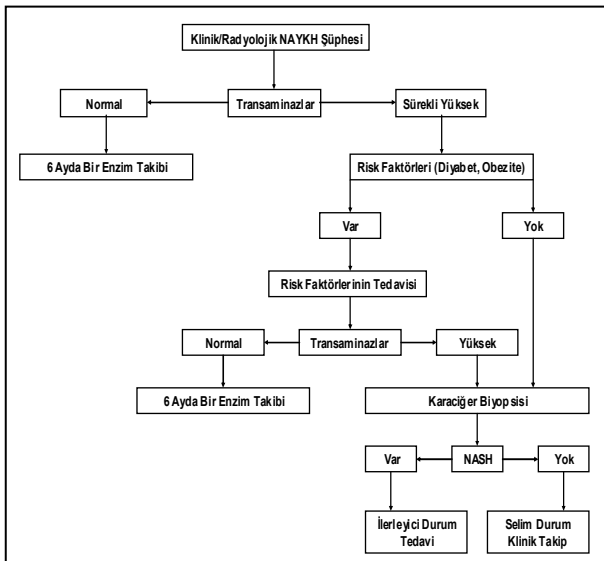 Klinik/Radyolojik NAYKH Şüphesi
Normal
Transaminazlar
Sürekli Yüksek
6 Ayda Bir Enzim Takibi
Risk Faktörleri (Diyabet, Obezite)
Var
Yok
Risk Faktörlerinin Tedavisi
Normal
Transaminazlar
Yüksek
6 Ayda Bir Enzim Takibi
Karaciğer Biyopsisi
Var
NASH
Yok
İlerleyici Durum
Tedavi
Selim Durum
Klinik Takip